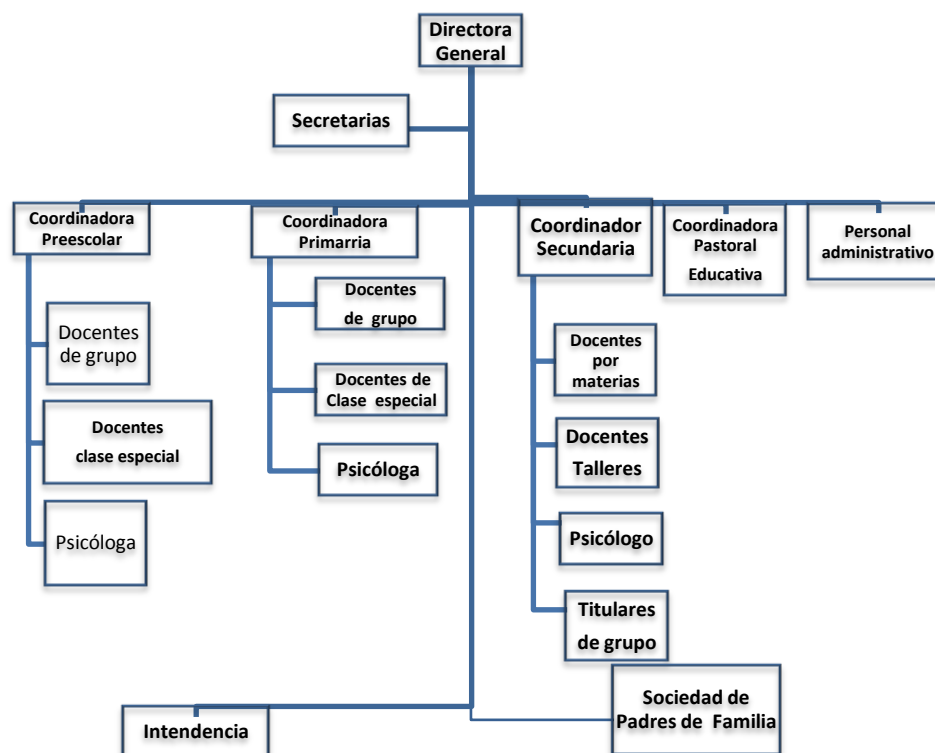 Directora
General
Secretarias
Coordinadora
Preescolar
Coordinadora
Primarria
Coordinador
Secundaria
Coordinadora
Pastoral
Educativa
Personal
administrativo
Docentes
de grupo
Docentes
clase especial
Psicóloga
Docentes
de grupo
Docentes de
Clase especial
Psicóloga
Docentes
por
materias
Docentes
Talleres
Psicólogo
Titulares
de grupo
Intendencia
Sociedad de
Padres de Familia